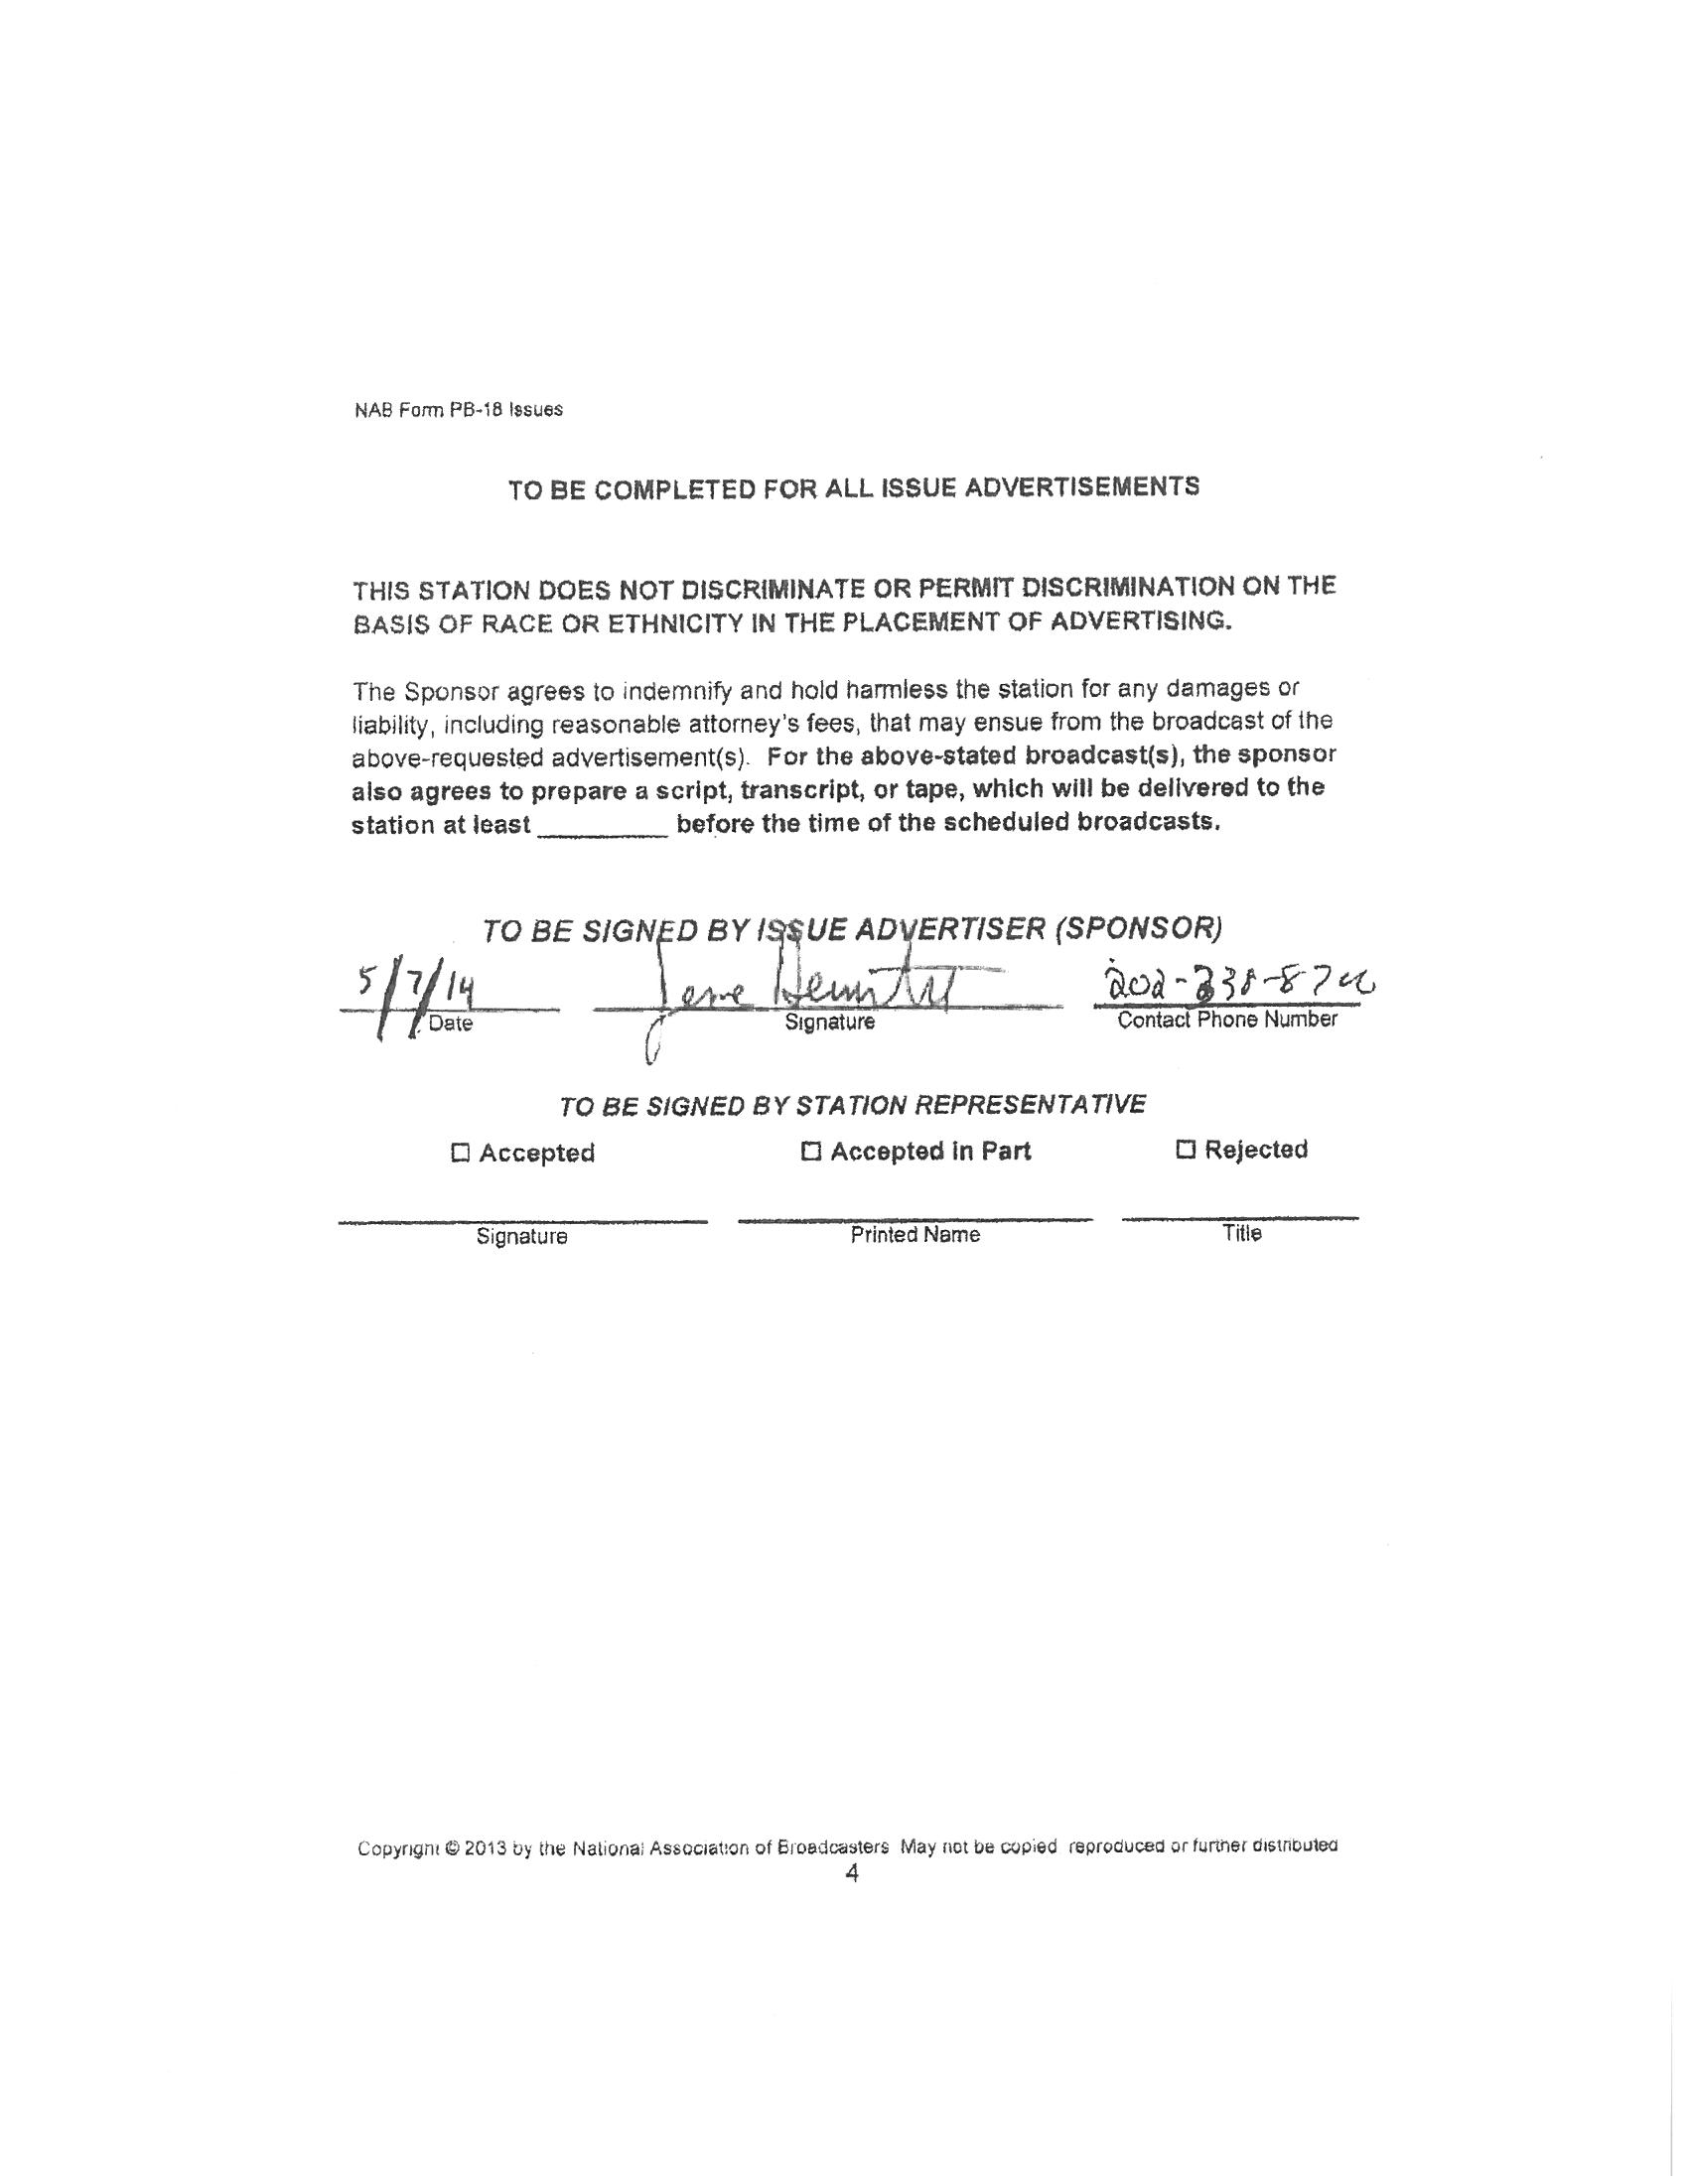 NAB Form PB-18 Issues
TO BE COMPLETED FOR ALL ISSUE ADVERTISEMENTS
THIS STATION DOES NOT DISCRIMINATE OR PERMIT DISCRIMINATION ON THE
BASIS OF RACE OR ETHNICITY IN THE PLACEMENT OF ADVERTISING.
The Sponsor agrees to indemnify and hold harmless the station for any damages or
liability, including reasonable attorney's fees, that may ensue from the broadcast of the
above-requested advertisement(s). For the above-stated broadcast(s), the sponsor
also agrees to prepare a script, transcript, or tape, which will be delivered to the
station at least __________ before the time of the scheduled broadcasts.
TO BE SIGNED BY ISSUE ADVERTISER (SPONSOR)
5/7/14
Date Signature Contact Phone Number
TO BE SIGNED BY STATION REPRESENTATIVE
☐ Accepted ☐ Accepted in Part ☐ Rejected
Signature Printed Name Title
Copyright © 2013 by the National Association of Broadcasters May not be copied reproduced or further distributed
4